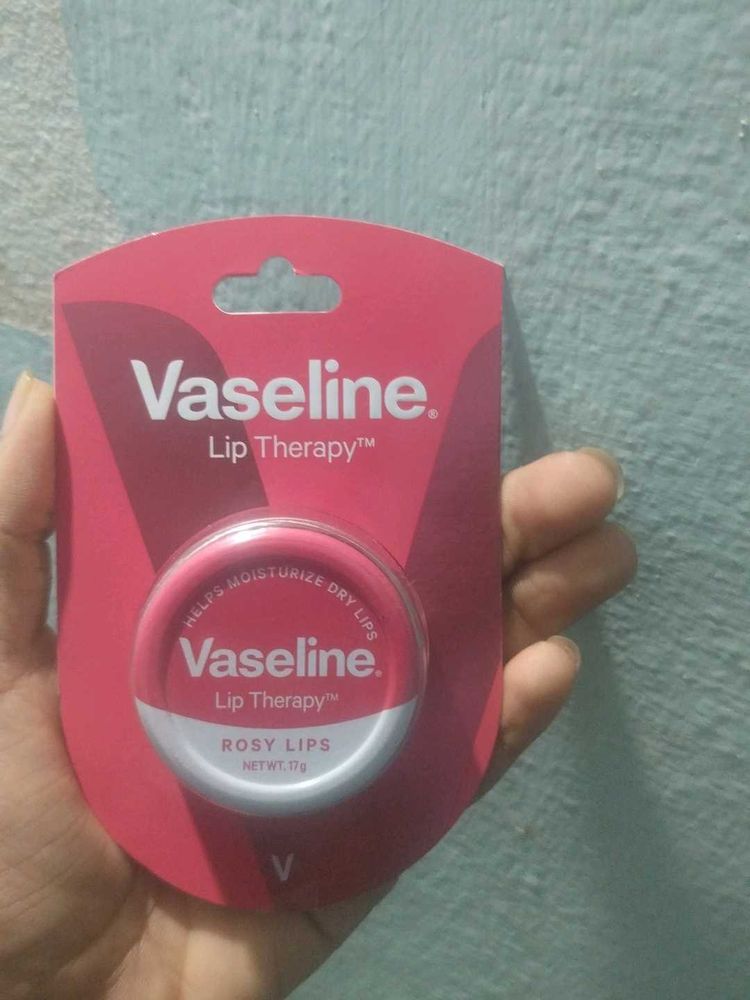 Vaseline®
Lip Therapy™
HELPS MOISTURIZE DRY LIPS
Vaseline®
Lip Therapy™
ROSY LIPS
NET WT. 17g
V